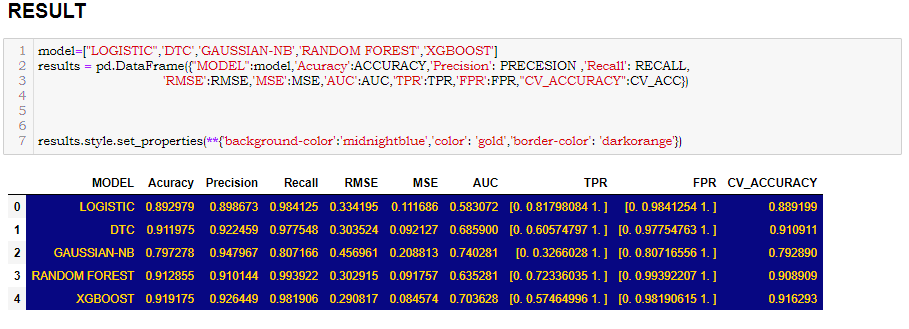 RESULT
1 model=["LOGISTIC",'DTC','GAUSSIAN-NB','RANDOM FOREST','XGBOOST']
2 results = pd.DataFrame({"MODEL":model,'Acuracy':ACCURACY,'Precision': PRECESION ,'Recall': RECALL,
3 'RMSE':RMSE,'MSE':MSE,'AUC':AUC,'TPR':TPR,'FPR':FPR,"CV_ACCURACY":CV_ACC})
4
5
6
7 results.style.set_properties(**{'background-color':'midnightblue','color': 'gold','border-color': 'darkorange'})
MODEL Acuracy Precision Recall RMSE MSE AUC TPR FPR CV_ACCURACY
0 LOGISTIC 0.892979 0.898673 0.984125 0.334195 0.111686 0.583072 [0. 0.81798084 1. ] [0. 0.9841254 1. ] 0.889199
1 DTC 0.911975 0.922459 0.977548 0.303524 0.092127 0.685900 [0. 0.60574797 1. ] [0. 0.97754763 1. ] 0.910911
2 GAUSSIAN-NB 0.797278 0.947967 0.807166 0.456961 0.208813 0.740281 [0. 0.3266028 1. ] [0. 0.80716556 1. ] 0.792890
3 RANDOM FOREST 0.912855 0.910144 0.993922 0.302915 0.091757 0.635281 [0. 0.72336035 1. ] [0. 0.99392207 1. ] 0.908909
4 XGBOOST 0.919175 0.926449 0.981906 0.290817 0.084574 0.703628 [0. 0.57464996 1. ] [0. 0.98190615 1. ] 0.916293